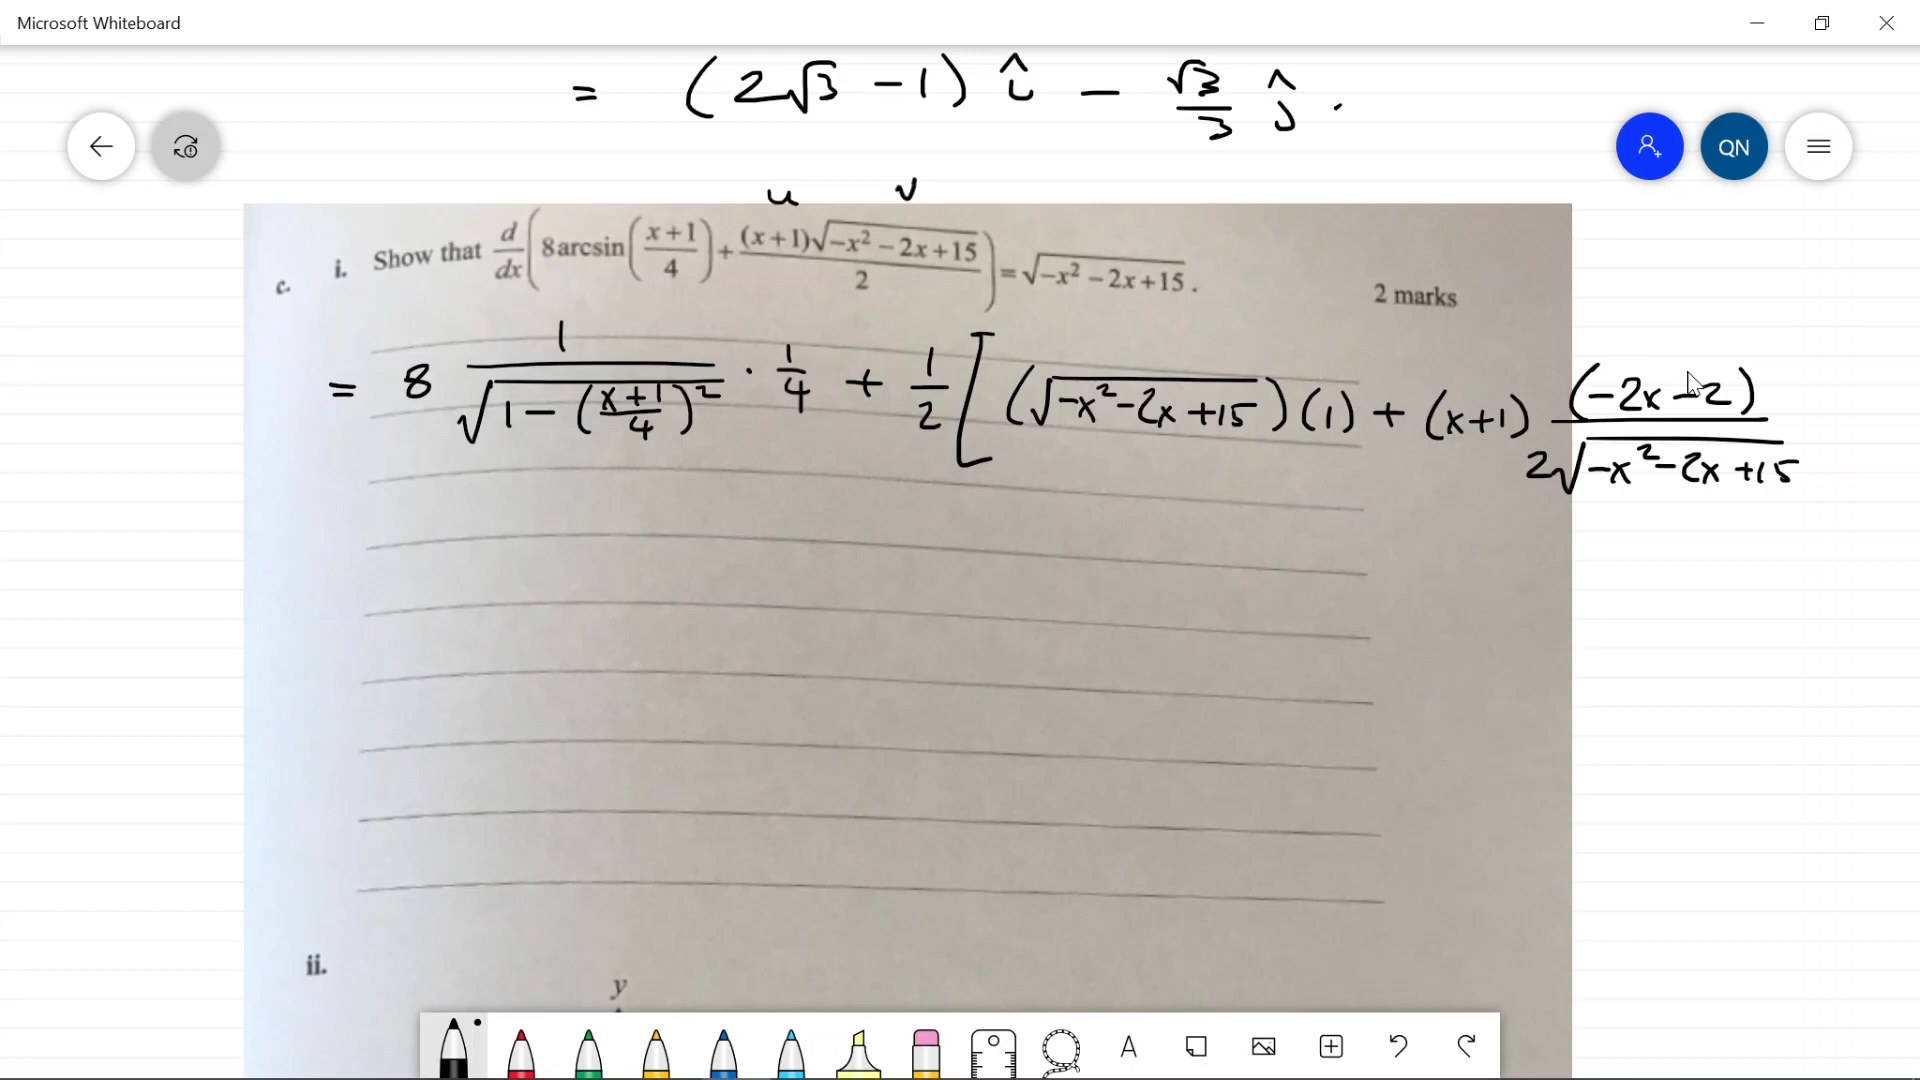 Microsoft Whiteboard
= (2√3 - 1) î - √3/3 ĵ .
QN
u v
c. i. Show that d/dx(8arcsin((x+1)/4) + ((x+1)√(-x² - 2x + 15))/2) = √(-x² - 2x + 15).
2 marks
= 8 1/√(1 - ((x+1)/4)²) · 1/4 + 1/2 [ (√(-x² - 2x + 15))(1) + (x+1) (-2x - 2)/(2√(-x² - 2x + 15))
ii.
y
A